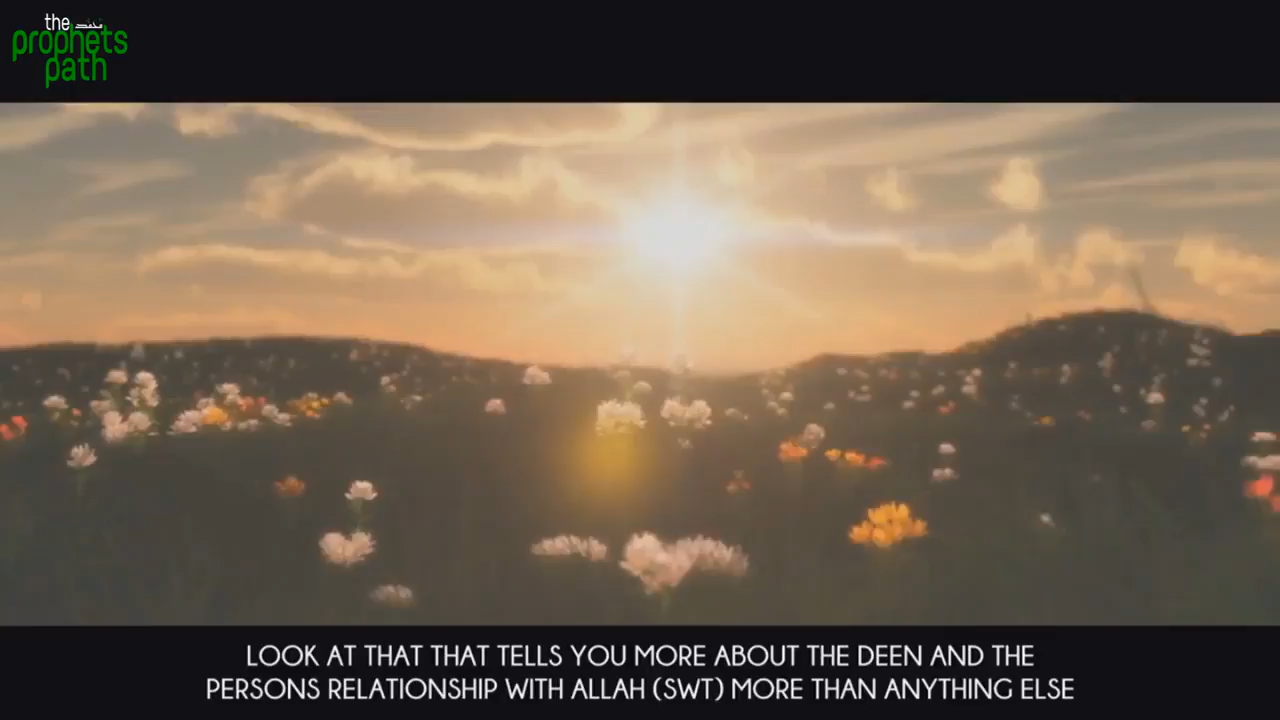 the محمد
prophets
path
LOOK AT THAT THAT TELLS YOU MORE ABOUT THE DEEN AND THE
PERSONS RELATIONSHIP WITH ALLAH (SWT) MORE THAN ANYTHING ELSE